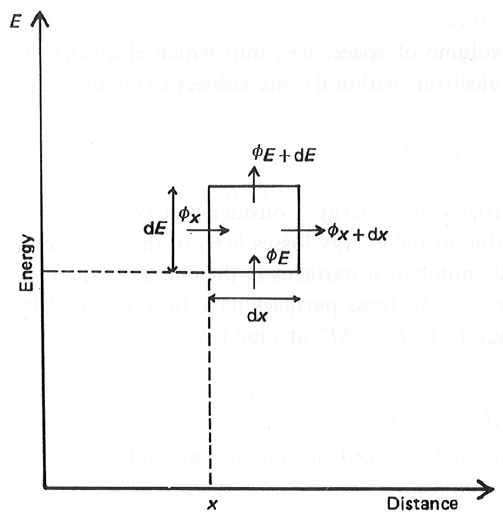 E
ϕE + dE
dE
ϕx
ϕx + dx
ϕE
dx
Energy
x
Distance